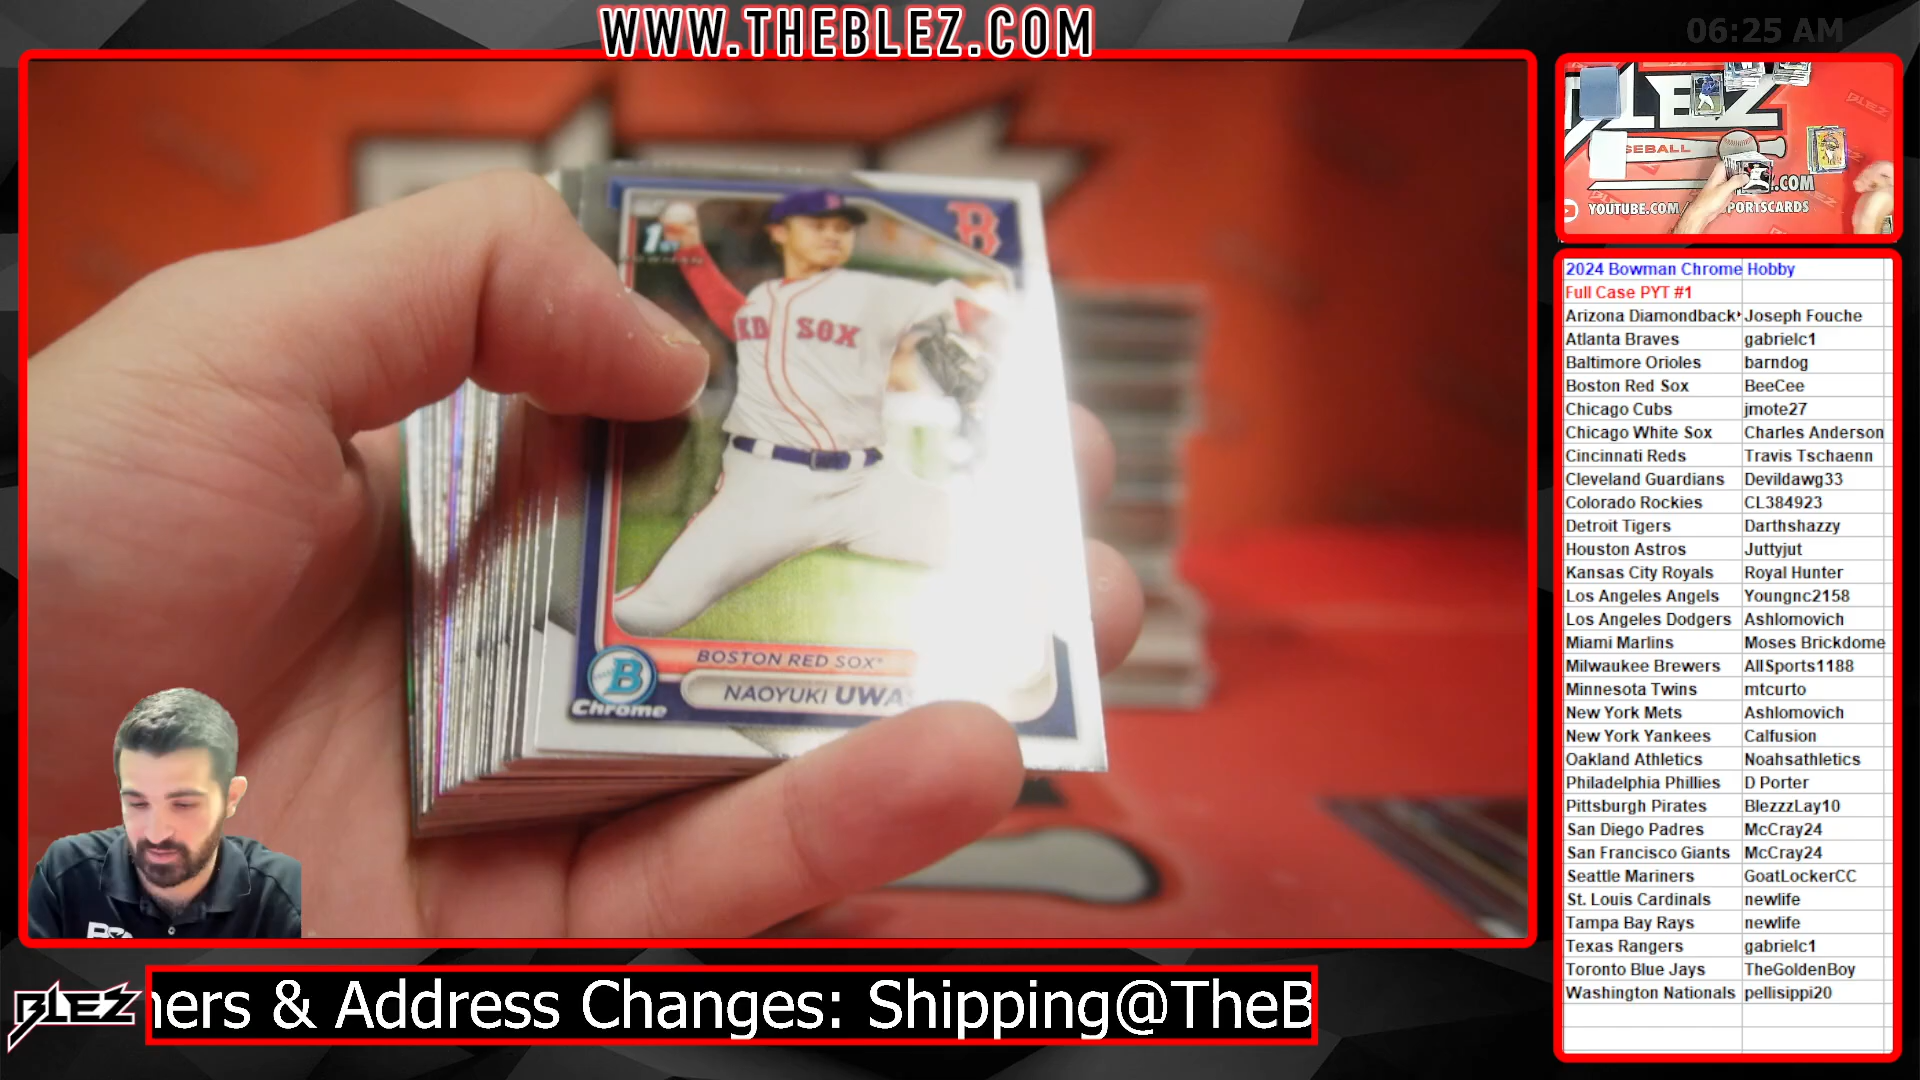 WWW.THEBLEZ.COM
06:25 AM
1st
BOWMAN
B
RED SOX
BOSTON RED SOX
NAOYUKI
B
Chrome
BLEZ
BASEBALL
.COM
YOUTUBE.COM/
2024 Bowman Chrome Hobby
Full Case PYT #1
Arizona Diamondback Joseph Fouche
Atlanta Braves gabrielc1
Baltimore Orioles barndog
Boston Red Sox BeeCee
Chicago Cubs jmote27
Chicago White Sox Charles Anderson
Cincinnati Reds Travis Tschaenn
Cleveland Guardians Devildawg33
Colorado Rockies CL384923
Detroit Tigers Darthshazzy
Houston Astros Juttyjut
Kansas City Royals Royal Hunter
Los Angeles Angels Youngnc2158
Los Angeles Dodgers Ashlomovich
Miami Marlins Moses Brickdome
Milwaukee Brewers AllSports1188
Minnesota Twins mtcurto
New York Mets Ashlomovich
New York Yankees Calfusion
Oakland Athletics Noahsathletics
Philadelphia Phillies D Porter
Pittsburgh Pirates BlezzzLay10
San Diego Padres McCray24
San Francisco Giants McCray24
Seattle Mariners GoatLockerCC
St. Louis Cardinals newlife
Tampa Bay Rays newlife
Texas Rangers gabrielc1
Toronto Blue Jays TheGoldenBoy
Washington Nationals pellisippi20
BLEZ
ners & Address Changes: Shipping@TheB